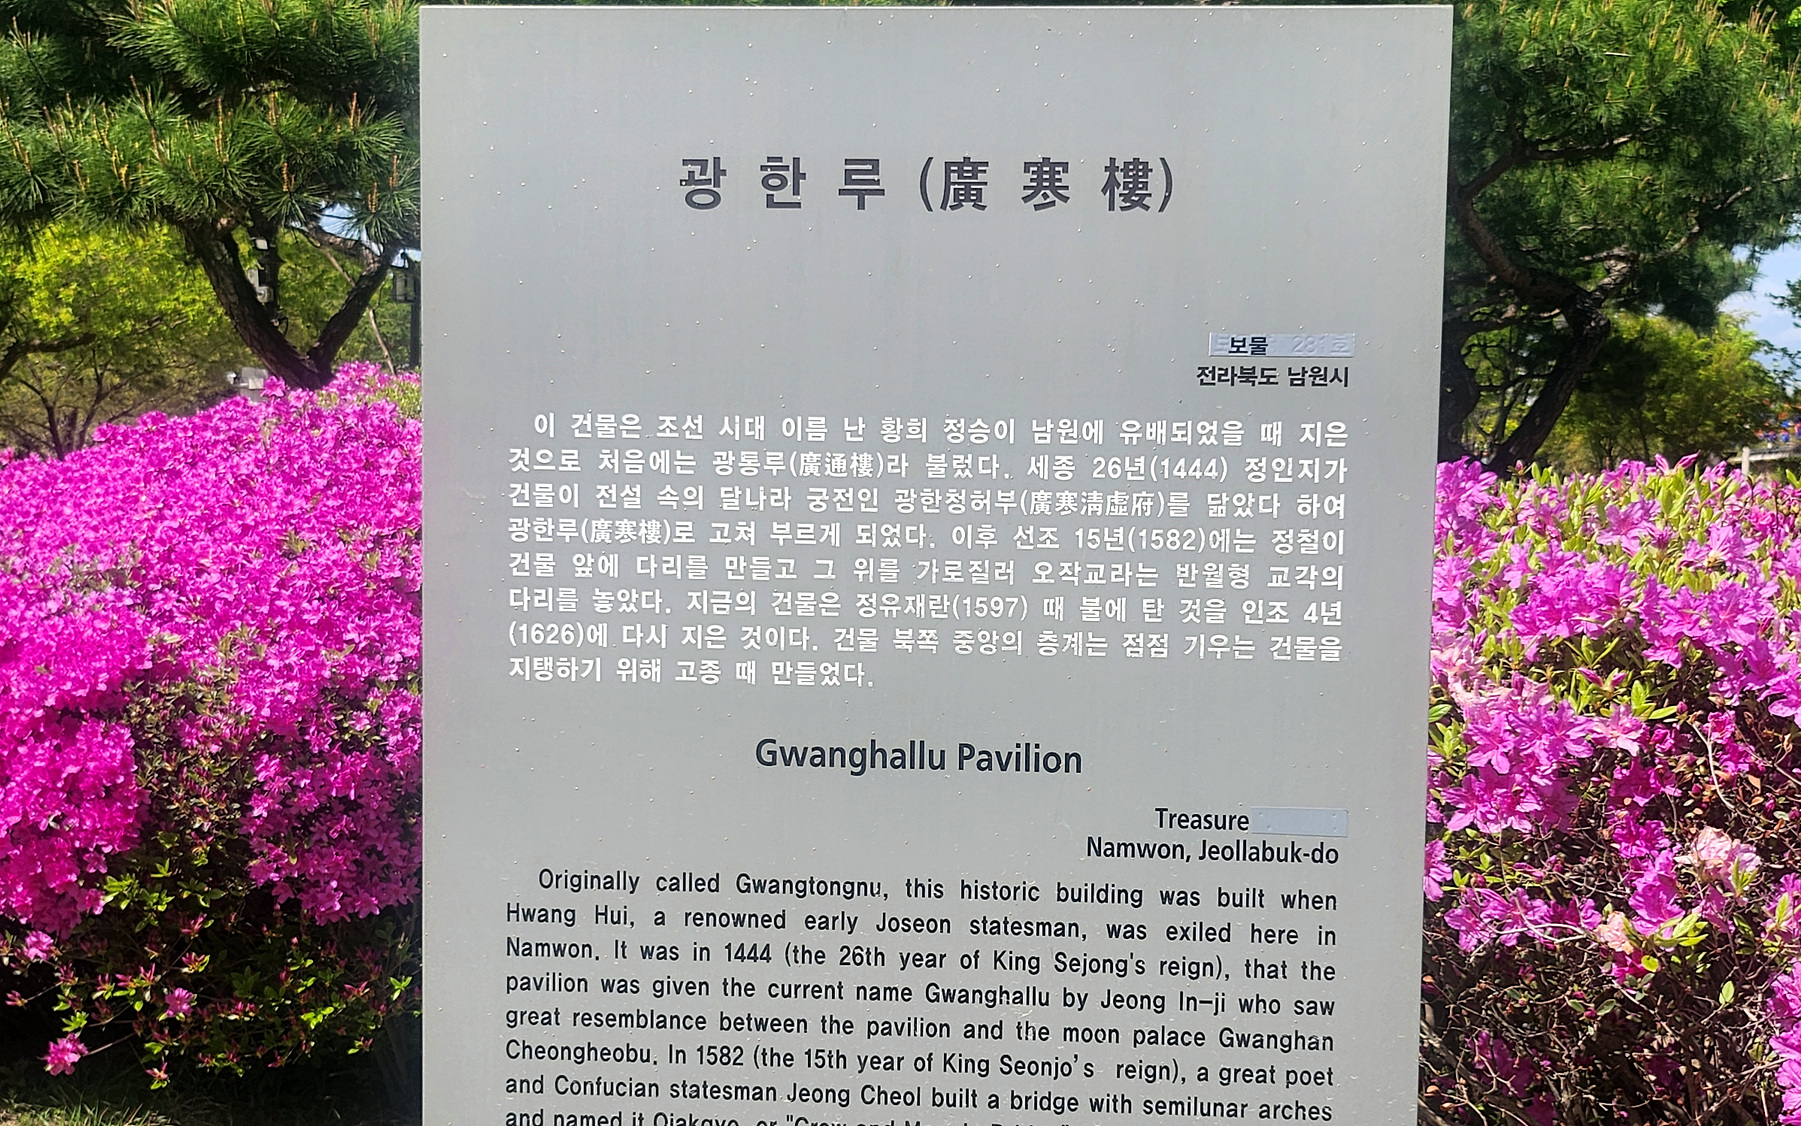 광한루(廣寒樓)
보물
전라북도 남원시
이 건물은 조선 시대 이름 난 황희 정승이 남원에 유배되었을 때 지은
것으로 처음에는 광통루(廣通樓)라 불렀다. 세종 26년(1444) 정인지가
건물이 전설 속의 달나라 궁전인 광한청허부(廣寒淸虛府)를 닮았다 하여
광한루(廣寒樓)로 고쳐 부르게 되었다. 이후 선조 15년(1582)에는 정철이
건물 앞에 다리를 만들고 그 위를 가로질러 오작교라는 반월형 교각의
다리를 놓았다. 지금의 건물은 정유재란(1597) 때 불에 탄 것을 인조 4년
(1626)에 다시 지은 것이다. 건물 북쪽 중앙의 층계는 점점 기우는 건물을
지탱하기 위해 고종 때 만들었다.
Gwanghallu Pavilion
Treasure
Namwon, Jeollabuk-do
Originally called Gwangtongnu, this historic building was built when
Hwang Hui, a renowned early Joseon statesman, was exiled here in
Namwon. It was in 1444 (the 26th year of King Sejong's reign), that the
pavilion was given the current name Gwanghallu by Jeong In-ji who saw
great resemblance between the pavilion and the moon palace Gwanghan
Cheongheobu. In 1582 (the 15th year of King Seonjo's reign), a great poet
and Confucian statesman Jeong Cheol built a bridge with semilunar arches
and named it Ojakgyo, or "Crow and